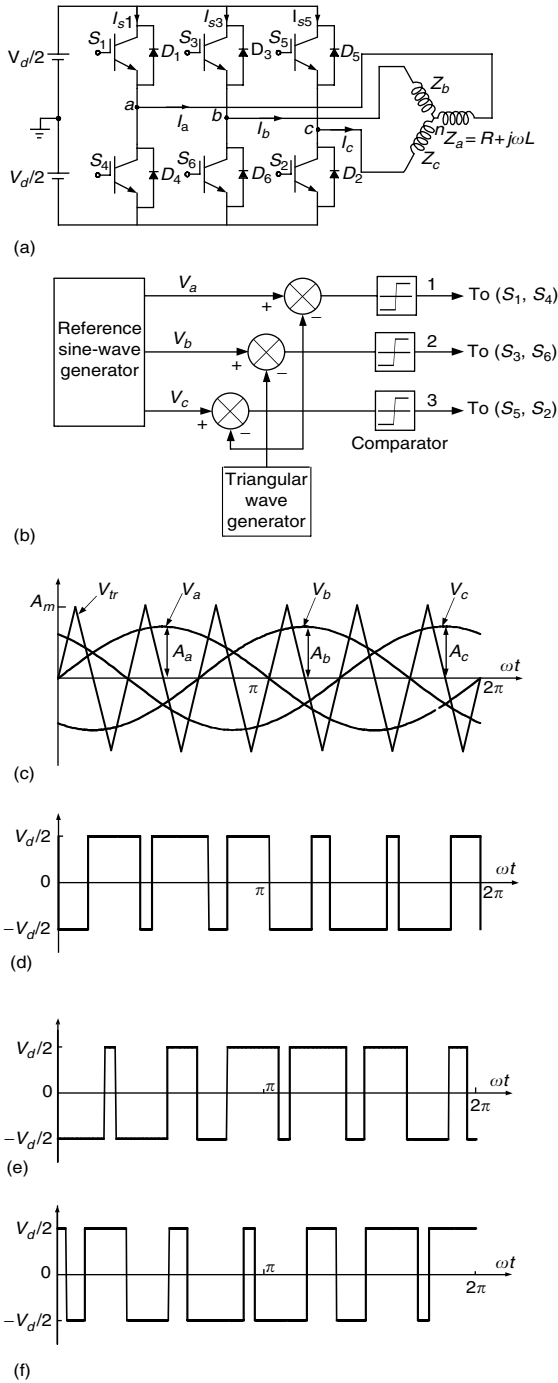 I_s1 I_s3 I_s5
V_d/2 S_1 D_1 S_3 D_3 S_5 D_5
a I_a b I_b c I_c
Z_b
n Z_a = R + jωL
Z_c
V_d/2 S_4 D_4 S_6 D_6 S_2 D_2
(a)
Reference
sine-wave
generator
V_a + − 1 To (S_1, S_4)
V_b + − 2 To (S_3, S_6)
V_c + − 3 To (S_5, S_2)
Comparator
Triangular
wave
generator
(b)
A_m V_tr V_a V_b V_c
A_a A_b A_c ωt
π 2π
(c)
V_d/2
0 π ωt
2π
−V_d/2
(d)
V_d/2
0 π ωt
2π
−V_d/2
(e)
V_d/2
0 π ωt
2π
−V_d/2
(f)